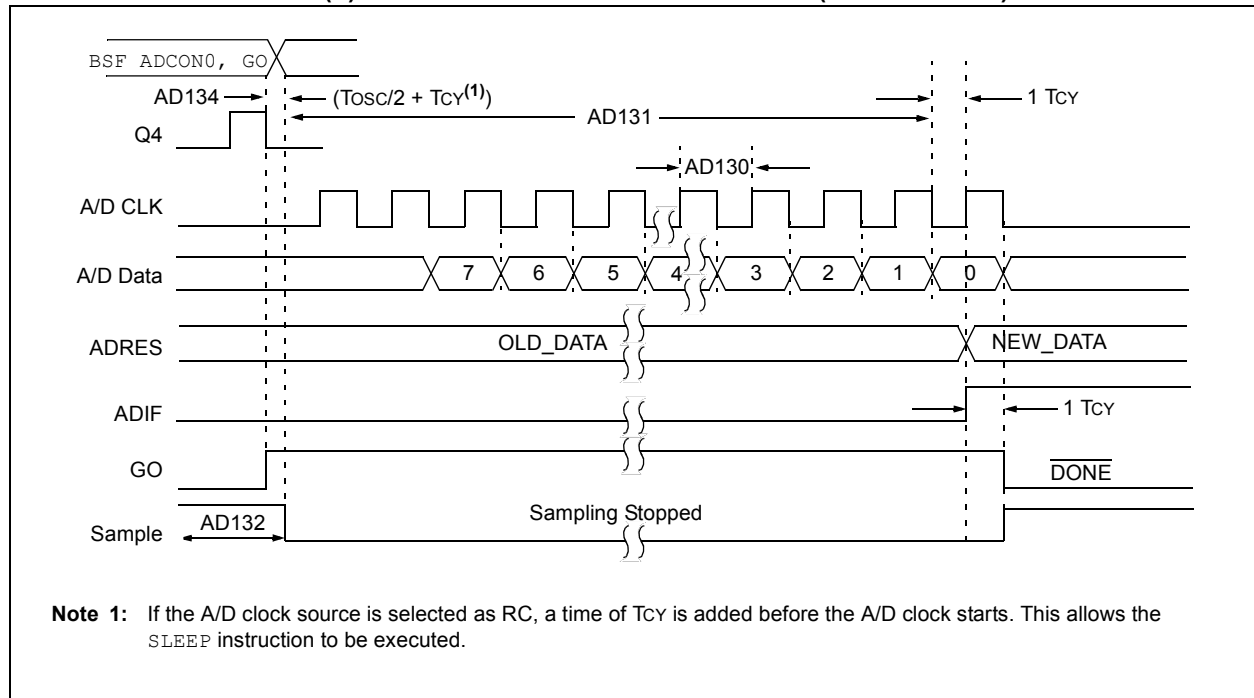 BSF ADCON0, GO
AD134
(TOSC/2 + TCY(1))
1 TCY
AD131
Q4
AD130
A/D CLK
A/D Data
7 6 5 4 3 2 1 0
ADRES
OLD_DATA
NEW_DATA
ADIF
1 TCY
GO
DONE
Sample
AD132
Sampling Stopped
Note 1: If the A/D clock source is selected as RC, a time of TCY is added before the A/D clock starts. This allows the
SLEEP instruction to be executed.